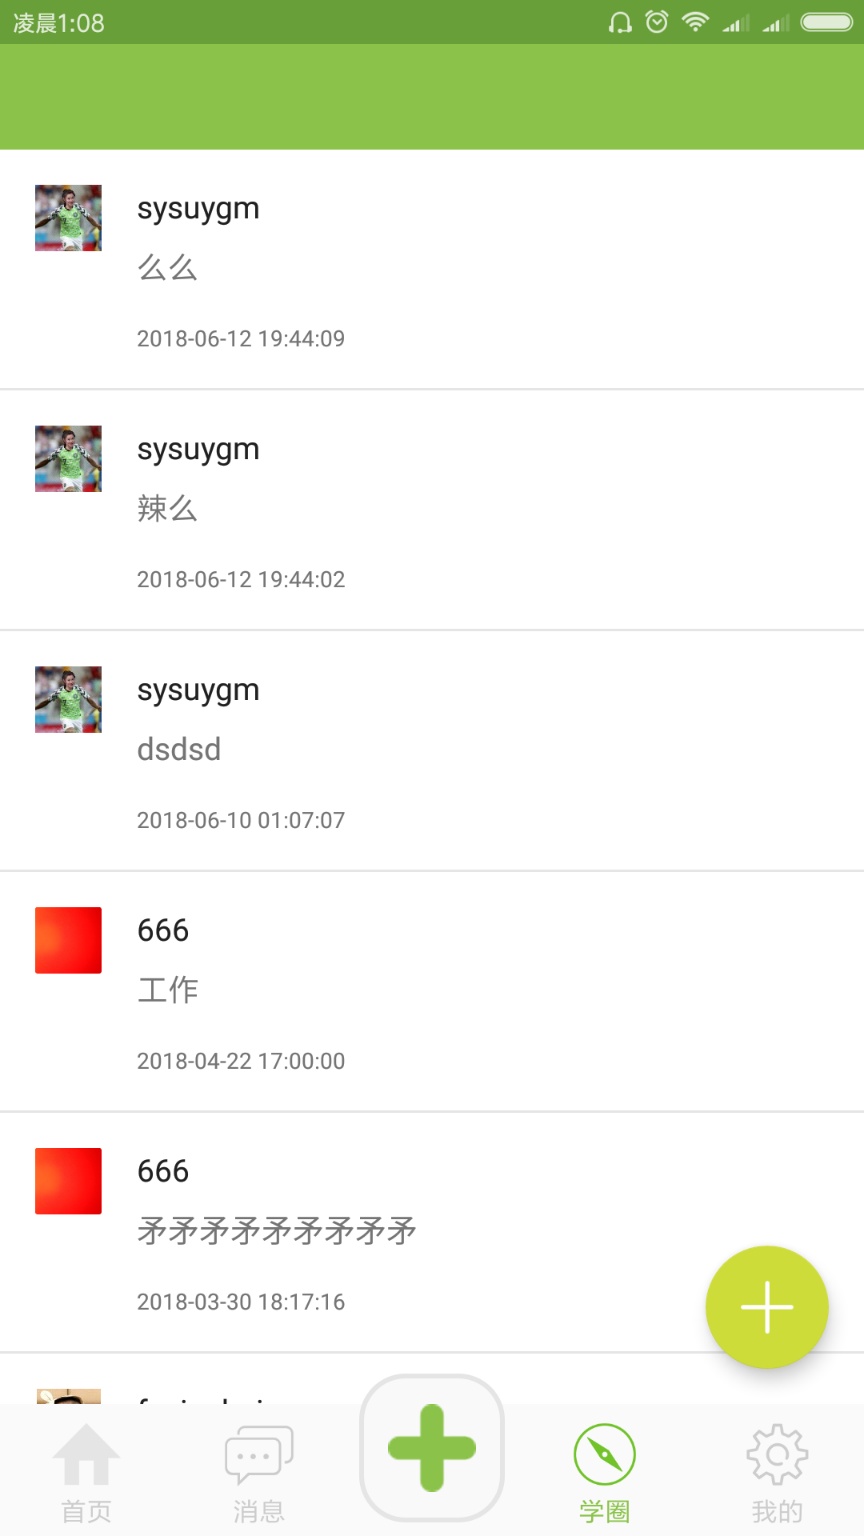 凌晨1:08
sysuygm
么么
2018-06-12 19:44:09
sysuygm
辣么
2018-06-12 19:44:02
sysuygm
dsdsd
2018-06-10 01:07:07
666
工作
2018-04-22 17:00:00
666
矛矛矛矛矛矛矛矛矛
2018-03-30 18:17:16
首页
消息
学圈
我的